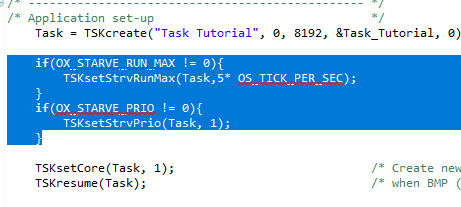 /* ------------------------------------------------ */
/* Application set-up */
Task = TSKcreate("Task Tutorial", 0, 8192, &Task_Tutorial, 0)
if(OX_STARVE_RUN_MAX != 0){
TSKsetStrvRunMax(Task,5* OS_TICK_PER_SEC);
}
if(OX_STARVE_PRIO != 0){
TSKsetStrvPrio(Task, 1);
}
TSKsetCore(Task, 1); /* Create new
TSKresume(Task); /* when BMP (